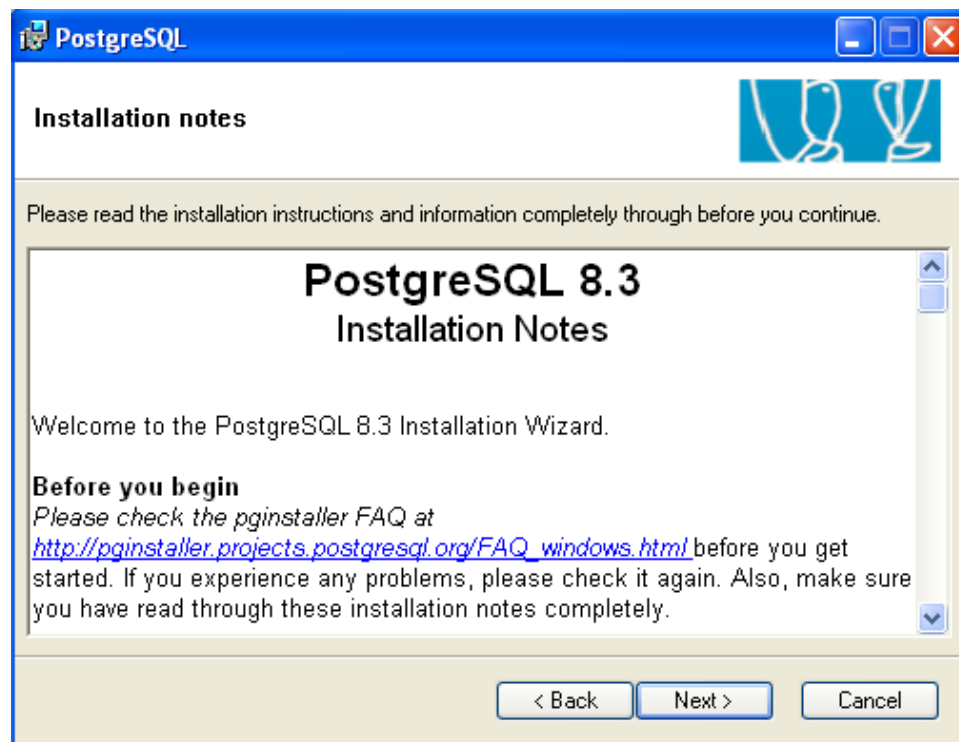 PostgreSQL
Installation notes
Please read the installation instructions and information completely through before you continue.
PostgreSQL 8.3
Installation Notes
Welcome to the PostgreSQL 8.3 Installation Wizard.
Before you begin
Please check the pginstaller FAQ at
http://pginstaller.projects.postgresql.org/FAQ_windows.html before you get
started. If you experience any problems, please check it again. Also, make sure
you have read through these installation notes completely.
< Back
Next >
Cancel